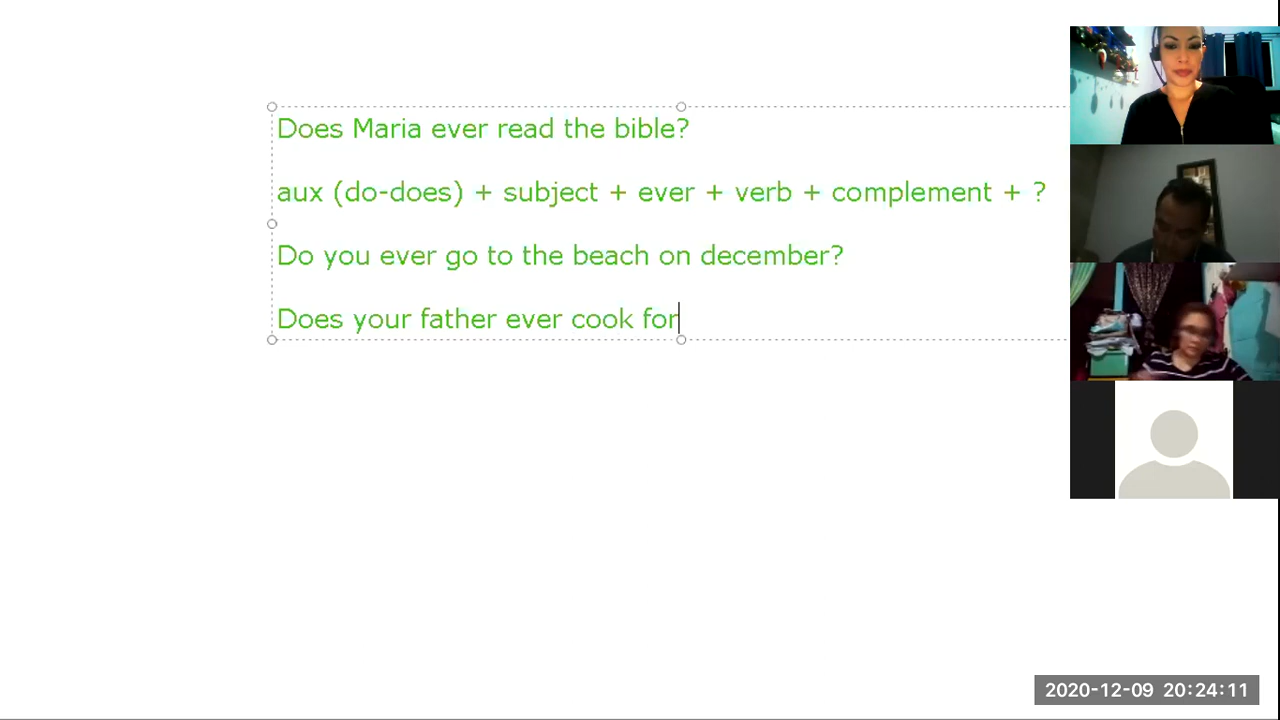 Does Maria ever read the bible?
aux (do-does) + subject + ever + verb + complement + ?
Do you ever go to the beach on december?
Does your father ever cook for
2020-12-09 20:24:11